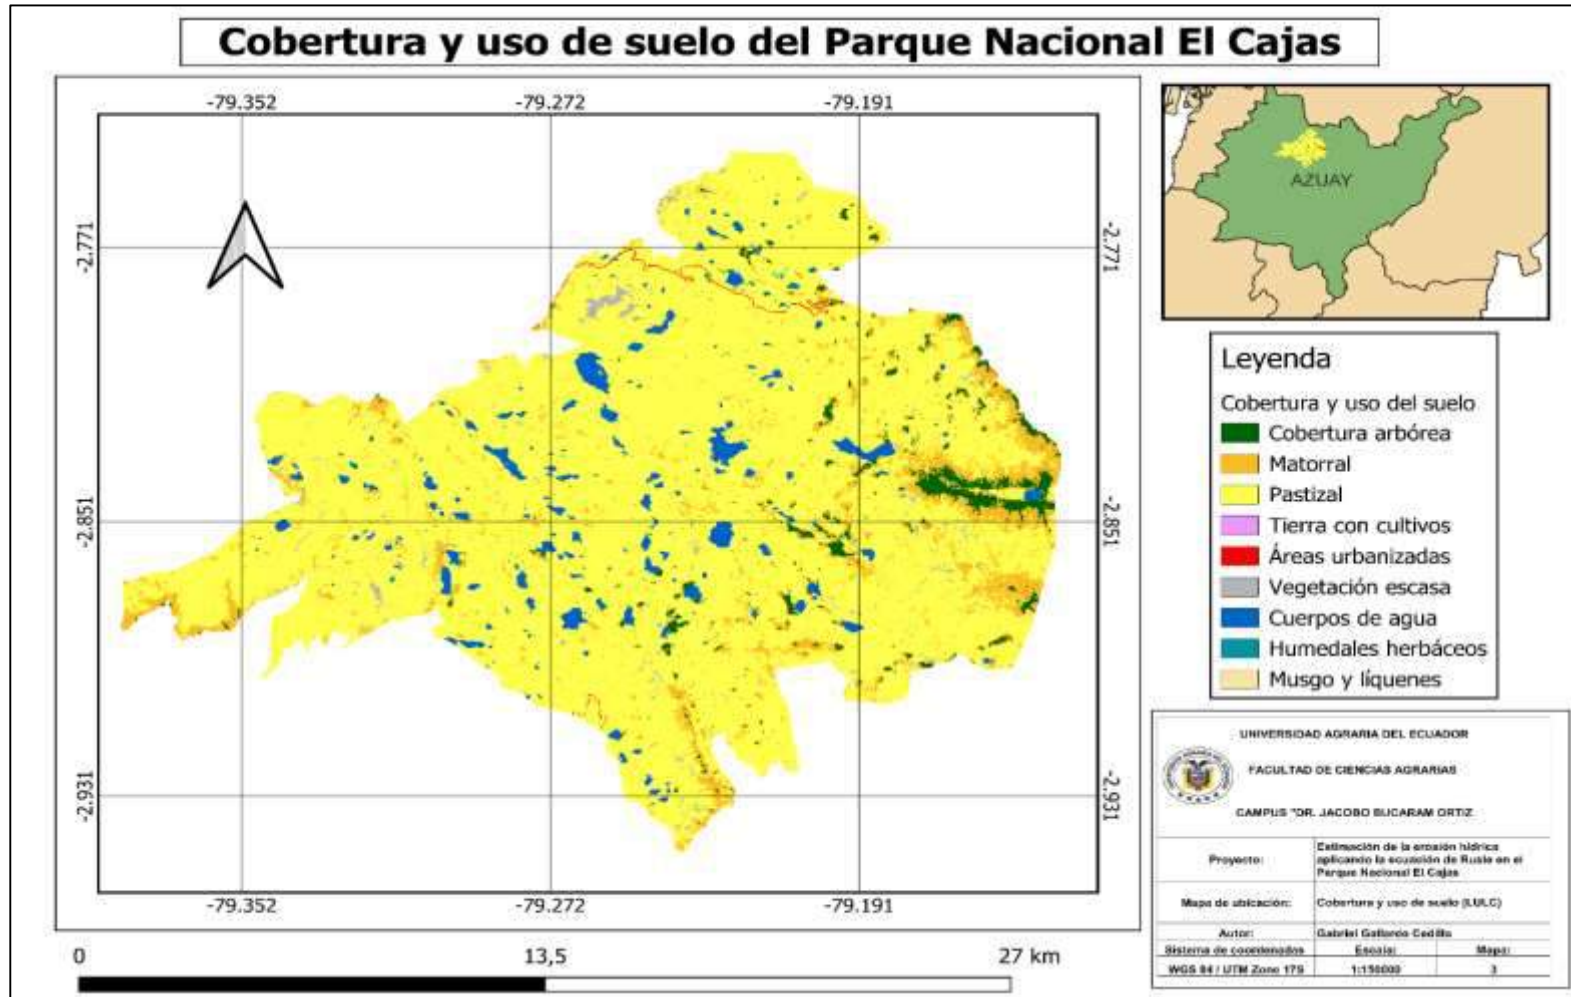 Cobertura y uso de suelo del Parque Nacional El Cajas
-79.352 -79.272 -79.191
-2.771 -2.771
-2.851 -2.851
-2.931 -2.931
-79.352 -79.272 -79.191
0 13,5 27 km
AZUAY
Leyenda
Cobertura y uso del suelo
Cobertura arbórea
Matorral
Pastizal
Tierra con cultivos
Áreas urbanizadas
Vegetación escasa
Cuerpos de agua
Humedales herbáceos
Musgo y líquenes
UNIVERSIDAD AGRARIA DEL ECUADOR
FACULTAD DE CIENCIAS AGRARIAS
CAMPUS "DR. JACOBO BUCARAM ORTIZ
Proyecto: Estimación de la erosión hídrica
aplicando la ecuación de Rusle en el
Parque Nacional El Cajas
Mapa de ubicación: Cobertura y uso de suelo (LULC)
Autor: Gabriel Gallardo Cedillo
Sistema de coordenadas Escala: Mapa:
WGS 84 / UTM Zone 17S 1:150000 3